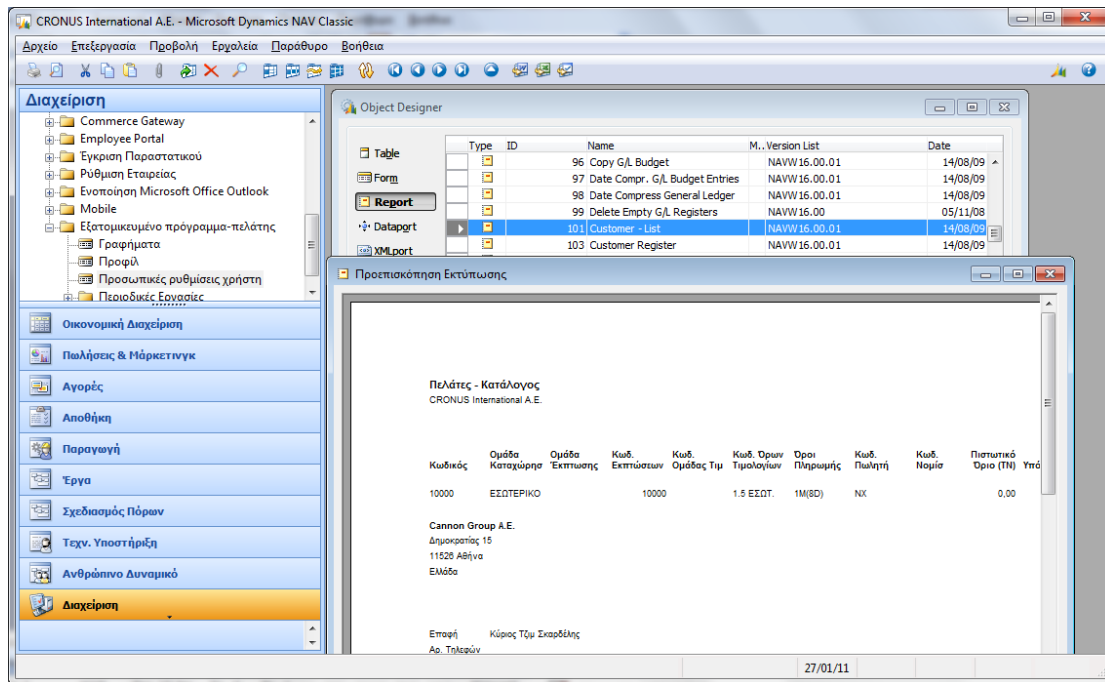 CRONUS International A.E. - Microsoft Dynamics NAV Classic
Αρχείο Επεξεργασία Προβολή Εργαλεία Παράθυρο Βοήθεια
Διαχείριση
Commerce Gateway
Employee Portal
Έγκριση Παραστατικού
Ρύθμιση Εταιρείας
Ενοποίηση Microsoft Office Outlook
Mobile
Εξατομικευμένο πρόγραμμα-πελάτης
Γραφήματα
Προφίλ
Προσωπικές ρυθμίσεις χρήστη
Περιοδικές Εργασίες
Οικονομική Διαχείριση
Πωλήσεις & Μάρκετινγκ
Αγορές
Αποθήκη
Παραγωγή
Έργα
Σχεδιασμός Πόρων
Τεχν. Υποστήριξη
Ανθρώπινο Δυναμικό
Διαχείριση
Object Designer
Table
Form
Report
Dataport
XMLport
Type ID Name M.. Version List Date
96 Copy G/L Budget NAVW16.00.01 14/08/09
97 Date Compr. G/L Budget Entries NAVW16.00.01 14/08/09
98 Date Compress General Ledger NAVW16.00.01 14/08/09
99 Delete Empty G/L Registers NAVW16.00 05/11/08
101 Customer - List NAVW16.00.01 14/08/09
103 Customer Register NAVW16.00.01 14/08/09
Προεπισκόπηση Εκτύπωσης
Πελάτες - Κατάλογος
CRONUS International A.E.
Ομάδα Ομάδα Κωδ. Κωδ. Κωδ. Όρων Όροι Κωδ. Κωδ. Πιστωτικό
Κωδικός Καταχώρησ Έκπτωσης Εκπτώσεων Ομάδας Τιμ Τιμολογίων Πληρωμής Πωλητή Νομίσ Όριο (ΤΝ) Υπό
10000 ΕΣΩΤΕΡΙΚΟ 10000 1.5 ΕΣΩΤ. 1M(8D) NX 0,00
Cannon Group A.E.
Δημοκρατίας 15
11526 Αθήνα
Ελλάδα
Επαφή Κύριος Τζιμ Σκαρδέλης
Αρ. Τηλεφών
27/01/11